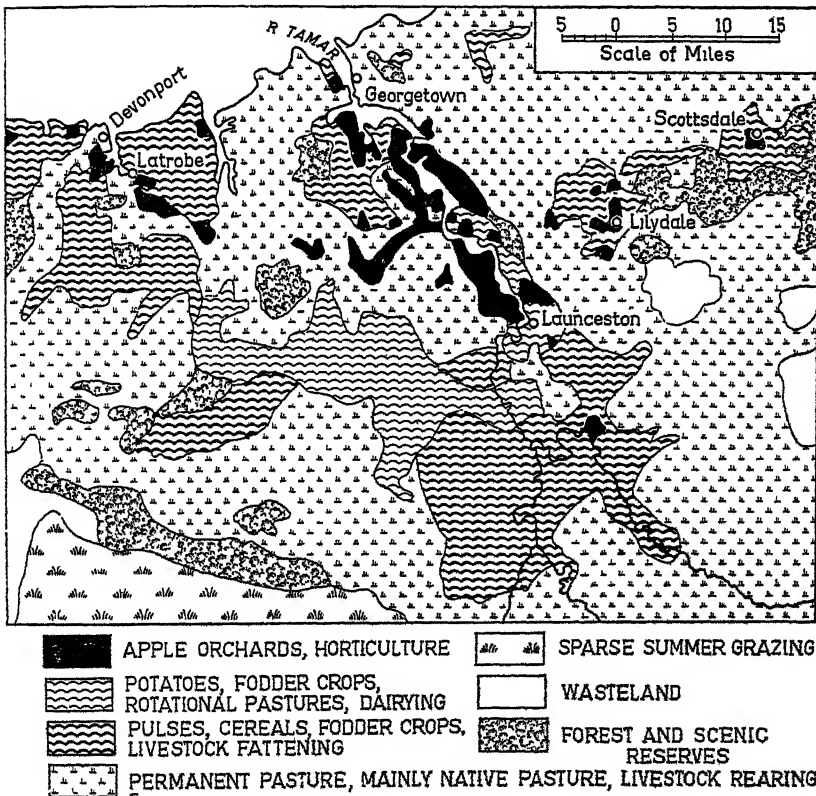 5 0 5 10 15
Scale of Miles
R TAMAR
Georgetown
Devonport
Latrobe
Scottsdale
Lilydale
Launceston
APPLE ORCHARDS, HORTICULTURE
POTATOES, FODDER CROPS,
ROTATIONAL PASTURES, DAIRYING
PULSES, CEREALS, FODDER CROPS,
LIVESTOCK FATTENING
PERMANENT PASTURE, MAINLY NATIVE PASTURE, LIVESTOCK REARING
SPARSE SUMMER GRAZING
WASTELAND
FOREST AND SCENIC
RESERVES